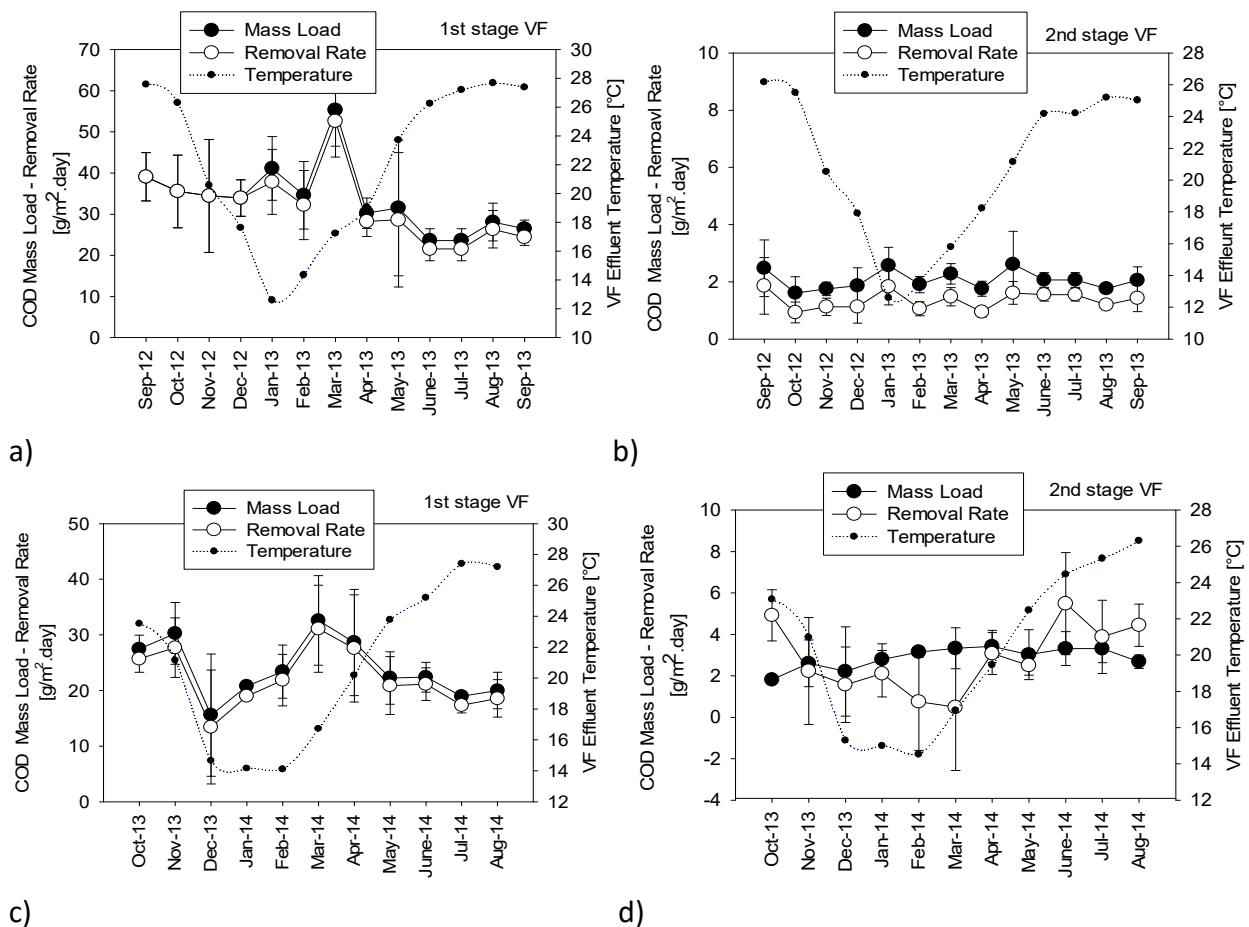 1st stage VF
Mass Load
Removal Rate
Temperature
COD Mass Load - Removal Rate
[g/m2.day]
70
60
50
40
30
20
10
0
30
28
26
24
22
20
18
16
14
12
10
VF Effluent Temperature [°C]
Sep-12
Oct-12
Nov-12
Dec-12
Jan-13
Feb-13
Mar-13
Apr-13
May-13
June-13
Jul-13
Aug-13
Sep-13
a)
2nd stage VF
Mass Load
Removal Rate
Temperature
COD Mass Load - Remoavl Rate
[g/m2.day]
10
8
6
4
2
0
28
26
24
22
20
18
16
14
12
10
VF Effleunt Temperature [°C]
Sep-12
Oct-12
Nov-12
Dec-12
Jan-13
Feb-13
Mar-13
Apr-13
May-13
June-13
Jul-13
Aug-13
Sep-13
b)
1st stage VF
Mass Load
Removal Rate
Temperature
COD Mass Load - Removal Rate
[g/m2.day]
50
40
30
20
10
0
30
28
26
24
22
20
18
16
14
12
VF Effluent Temperature [°C]
Oct-13
Nov-13
Dec-13
Jan-14
Feb-14
Mar-14
Apr-14
May-14
June-14
Jul-14
Aug-14
c)
2nd stage VF
Mass Load
Removal Rate
Temperature
COD Mass Load - Removal Rate
[g/m2.day]
10
8
6
4
2
0
-2
-4
28
26
24
22
20
18
16
14
12
VF Effluent Temperature [°C]
Oct-13
Nov-13
Dec-13
Jan-14
Feb-14
Mar-14
Apr-14
May-14
June-14
Jul-14
Aug-14
d)